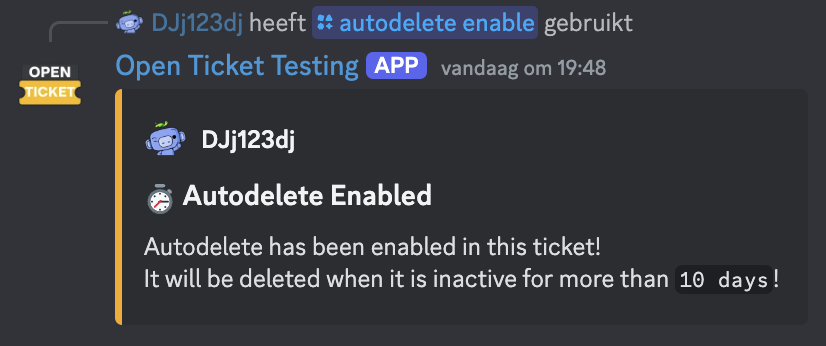 DJj123dj heeft autodelete enable gebruikt
OPEN
TICKET
Open Ticket Testing APP vandaag om 19:48
DJj123dj
Autodelete Enabled
Autodelete has been enabled in this ticket!
It will be deleted when it is inactive for more than 10 days!